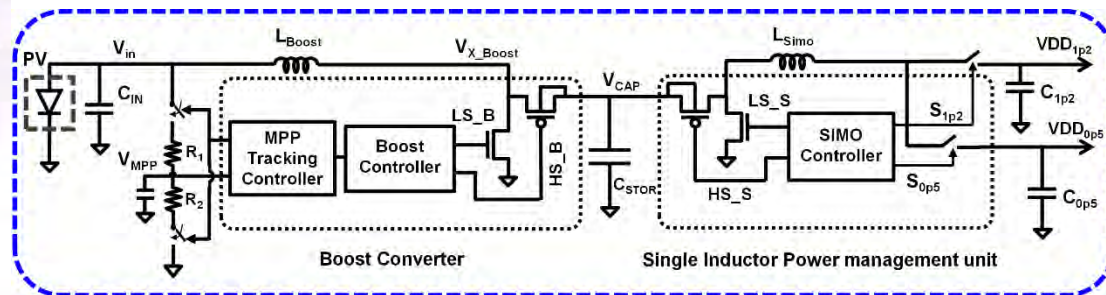 PV
V_in
L_Boost
V_X_Boost
L_Simo
VDD_1p2
C_IN
V_CAP
LS_B
LS_S
S_1p2
C_1p2
VDD_0p5
V_MPP
R_1
MPP
Tracking
Controller
Boost
Controller
HS_B
SIMO
Controller
R_2
C_STOR
HS_S
S_0p5
C_0p5
Boost Converter
Single Inductor Power management unit